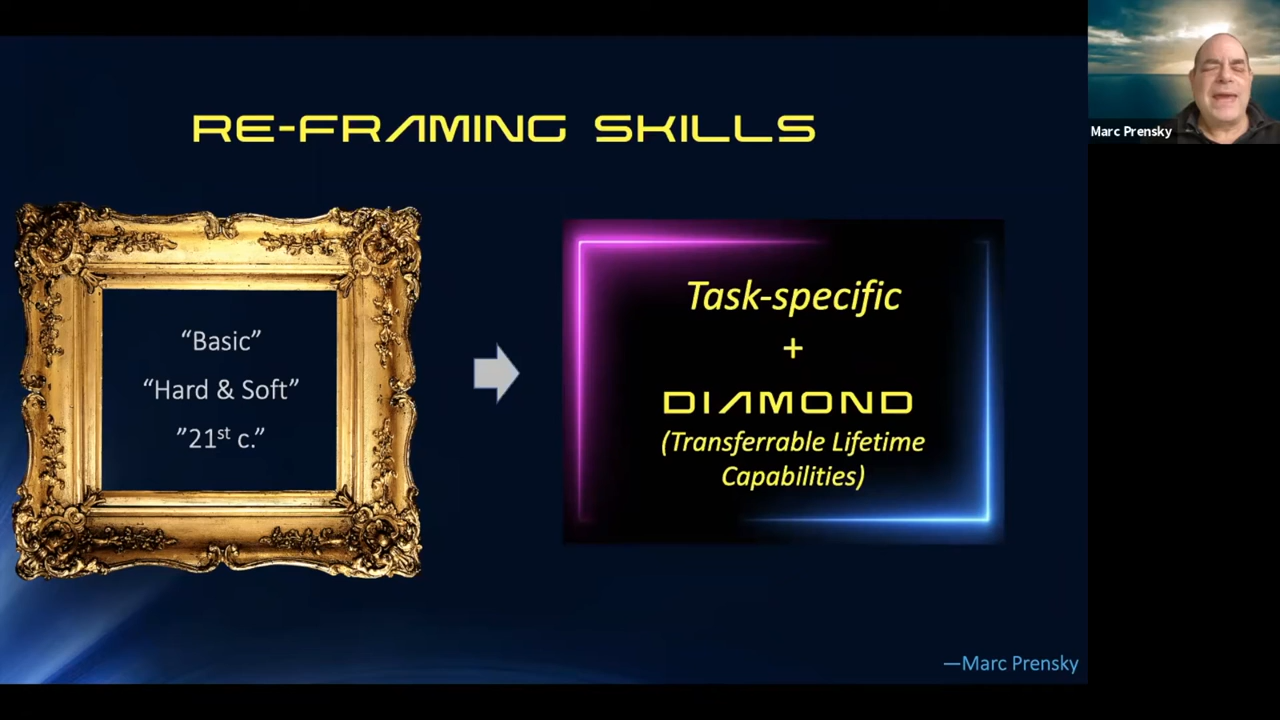 RE-FRAMING SKILLS
“Basic”
“Hard & Soft”
”21st c.”
Task-specific
+
DIAMOND
(Transferrable Lifetime
Capabilities)
—Marc Prensky
Marc Prensky